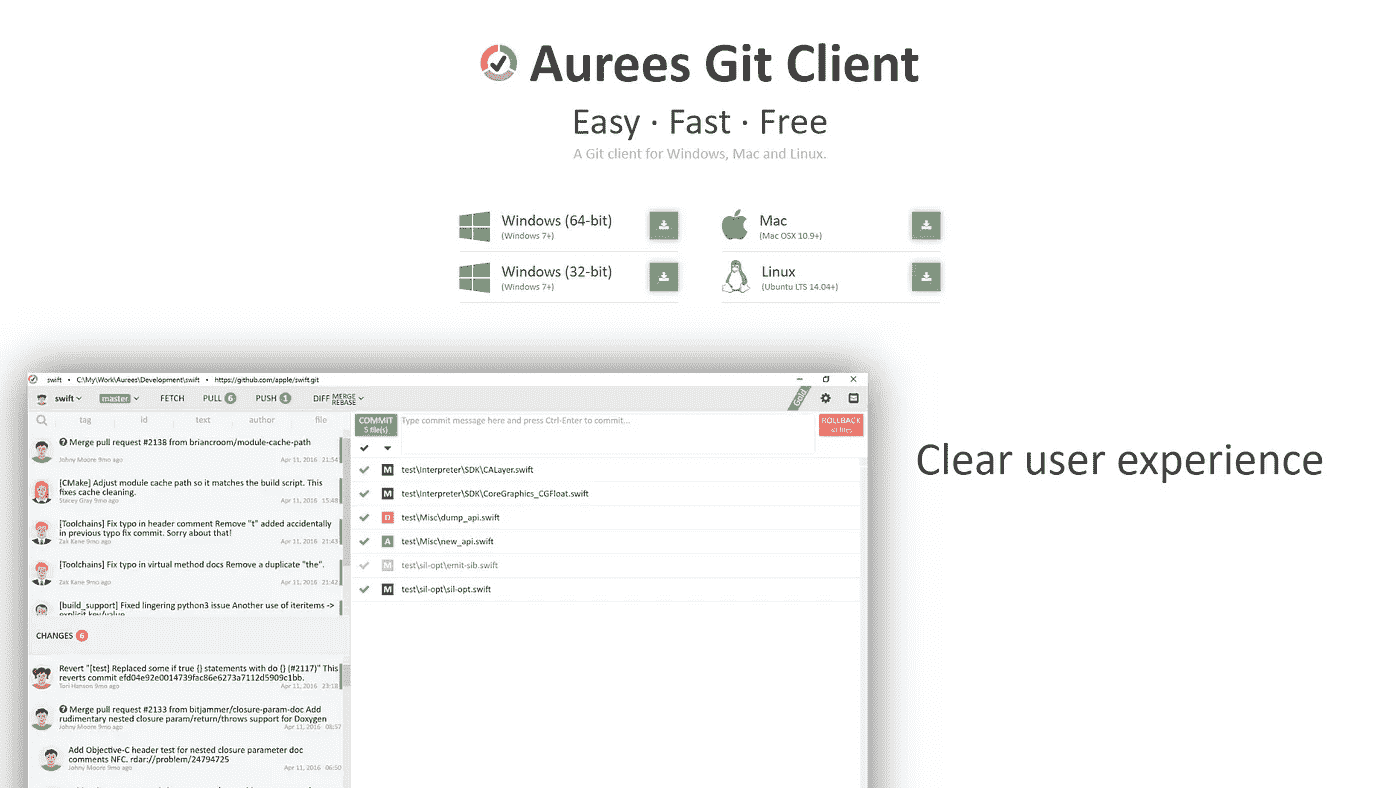 Aurees Git Client
Easy · Fast · Free
A Git client for Windows, Mac and Linux.
Windows (64-bit)
(Windows 7+)
Mac
(Mac OSX 10.9+)
Windows (32-bit)
(Windows 7+)
Linux
(Ubuntu LTS 14.04+)
swift • C:\My\Work\Aurees\Development\swift • https://github.com/apple/swift.git
swift master FETCH PULL 6 PUSH 1 DIFF MERGE REBASE
Gold
tag id text author file
Merge pull request #2138 from briancroom/module-cache-path
Johny Moore 9mo ago Apr 11, 2016 21:54
[CMake] Adjust module cache path so it matches the build script. This
fixes cache cleaning.
Stacey Gray 9mo ago Apr 11, 2016 15:48
[Toolchains] Fix typo in header comment Remove "t" added accidentally
in previous typo fix commit. Sorry about that!
Zak Kane 9mo ago Apr 11, 2016 21:43
[Toolchains] Fix typo in virtual method docs Remove a duplicate "the".
Zak Kane 9mo ago Apr 11, 2016 21:42
[build_support] Fixed lingering python3 issue Another use of iteritems ->
explicit key/value
CHANGES 6
Revert "[test] Replaced some if true {} statements with do {} (#2117)" This
reverts commit efd04e92e0014739fac86e6273a7112d5909c1bb.
Tori Hanson 9mo ago Apr 11, 2016 23:18
Merge pull request #2133 from bitjammer/closure-param-doc Add
rudimentary nested closure param/return/throws support for Doxygen
Johny Moore 9mo ago Apr 11, 2016 08:57
Add Objective-C header test for nested closure parameter doc
comments NFC. rdar://problem/24794725
Johny Moore 9mo ago Apr 11, 2016 06:50
COMMIT
5 file(s)
Type commit message here and press Ctrl-Enter to commit...
ROLLBACK
M test\Interpreter\SDK\CALayer.swift
M test\Interpreter\SDK\CoreGraphics_CGFloat.swift
D test\Misc\dump_api.swift
A test\Misc\new_api.swift
M test\sil-opt\emit-sib.swift
M test\sil-opt\sil-opt.swift
Clear user experience